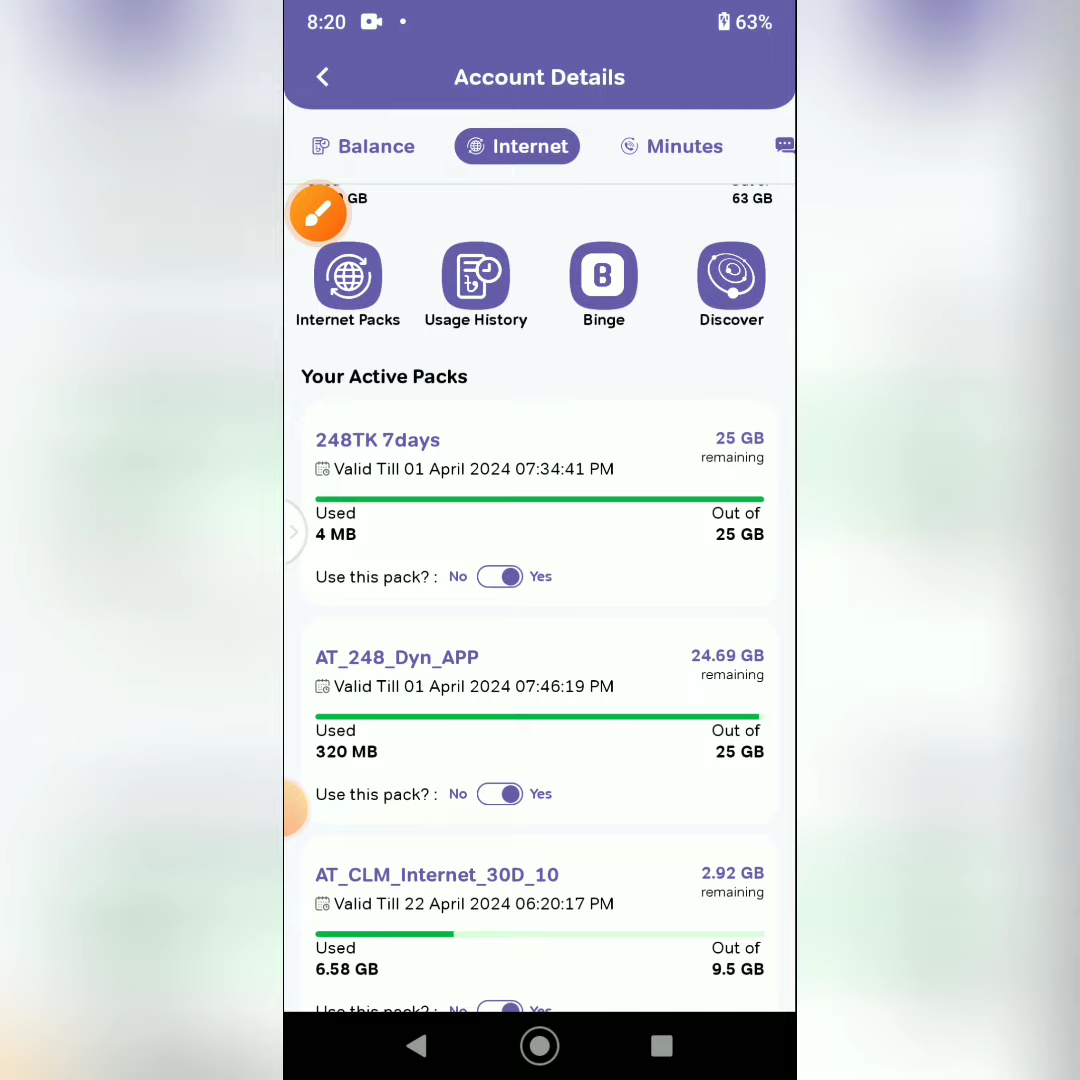 8:20
63%
Account Details
Balance
Internet
Minutes
GB
63 GB
B
Internet Packs
Usage History
Binge
Discover
Your Active Packs
248TK 7days
25 GB
Valid Till 01 April 2024 07:34:41 PM
remaining
Used
Out of
4 MB
25 GB
Use this pack? : No Yes
AT_248_Dyn_APP
24.69 GB
Valid Till 01 April 2024 07:46:19 PM
remaining
Used
Out of
320 MB
25 GB
Use this pack? : No Yes
AT_CLM_Internet_30D_10
2.92 GB
Valid Till 22 April 2024 06:20:17 PM
remaining
Used
Out of
6.58 GB
9.5 GB
Use this pack? : No Yes